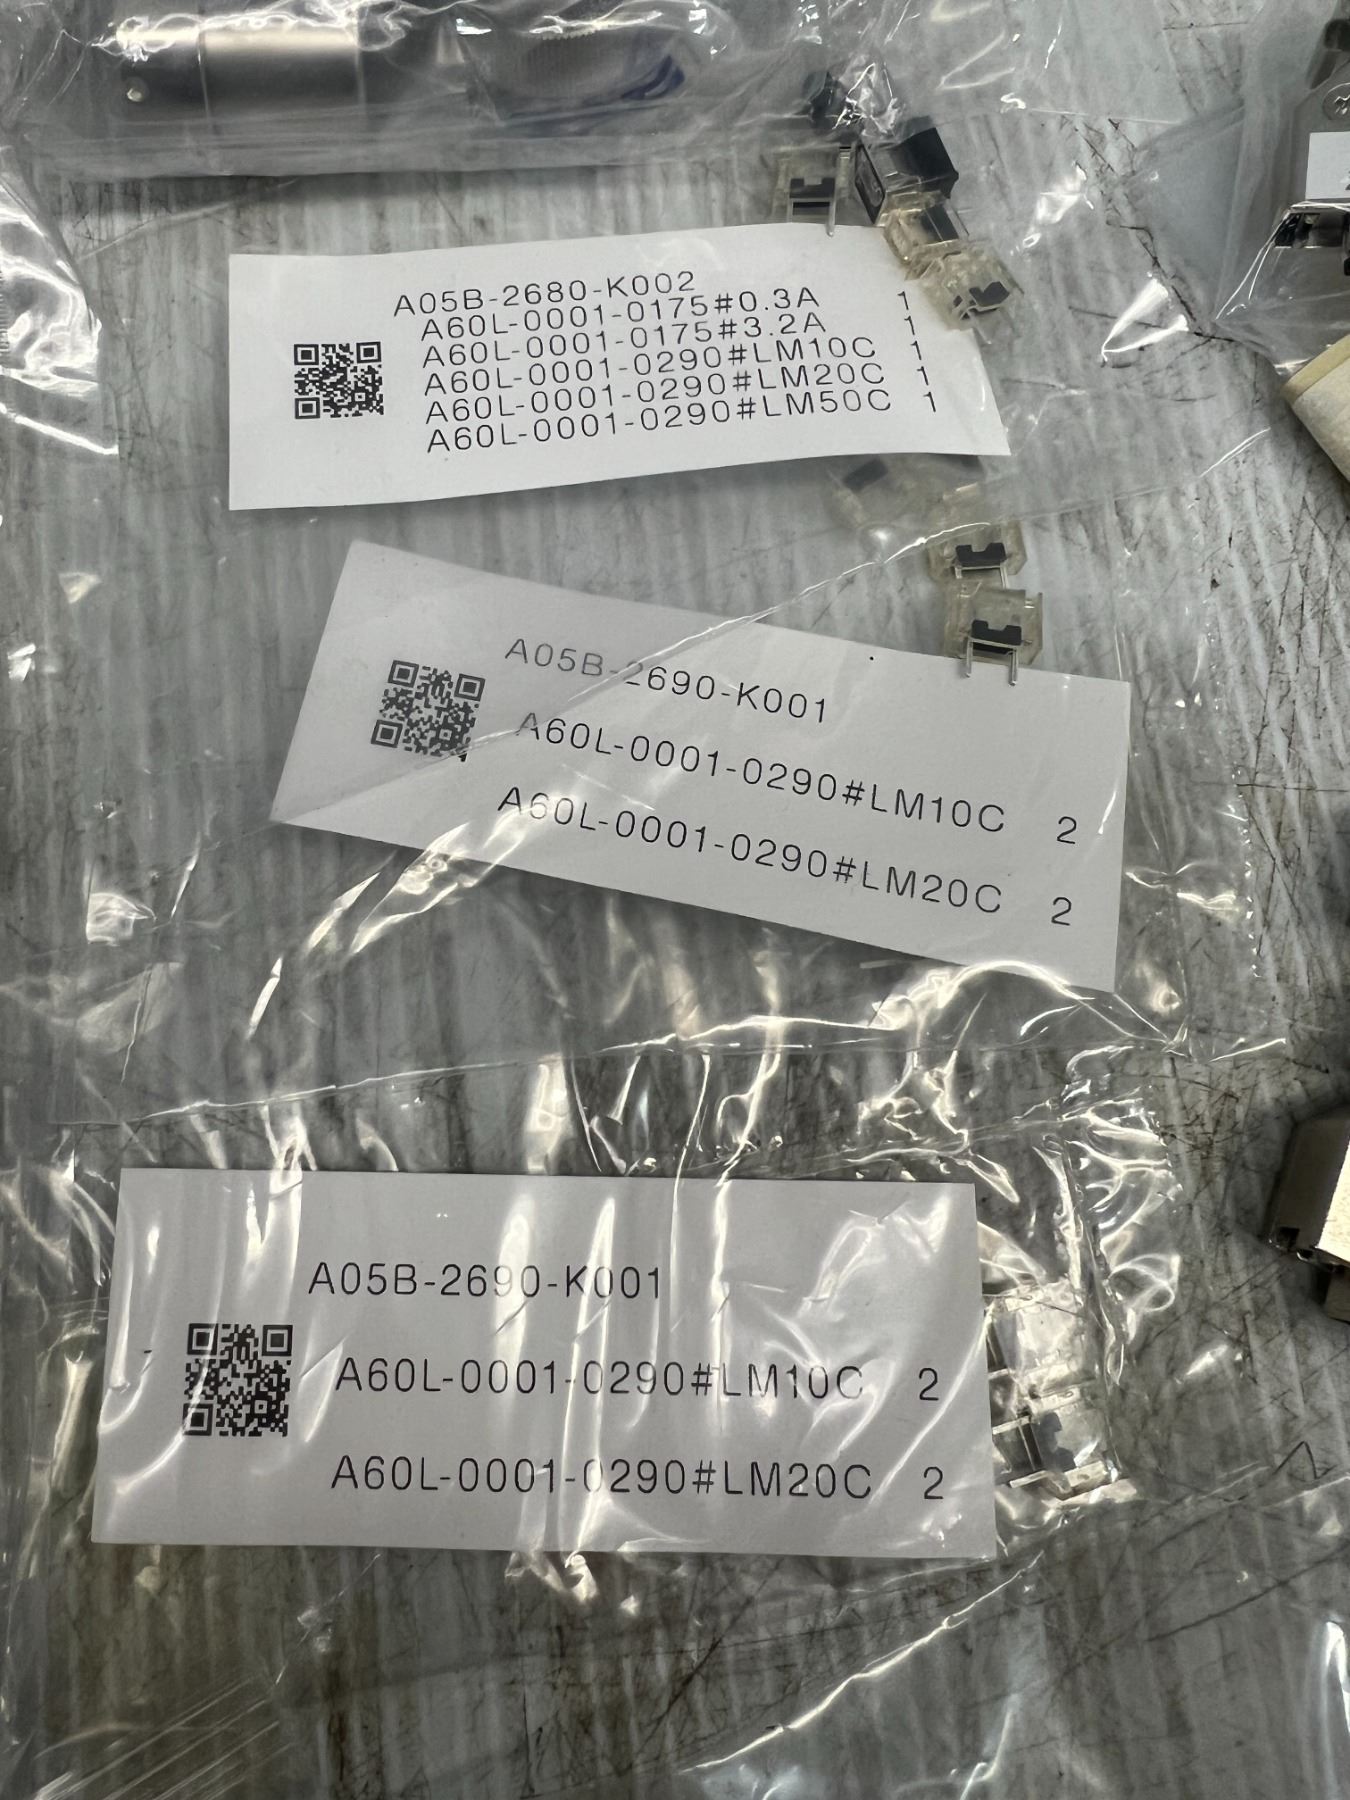 A05B-2680-K002
A60L-0001-0175#0.3A 1
A60L-0001-0175#3.2A 1
A60L-0001-0290#LM10C 1
A60L-0001-0290#LM20C 1
A60L-0001-0290#LM50C 1
A05B-2690-K001
A60L-0001-0290#LM10C 2
A60L-0001-0290#LM20C 2
A05B-2690-K001
A60L-0001-0290#LM10C 2
A60L-0001-0290#LM20C 2